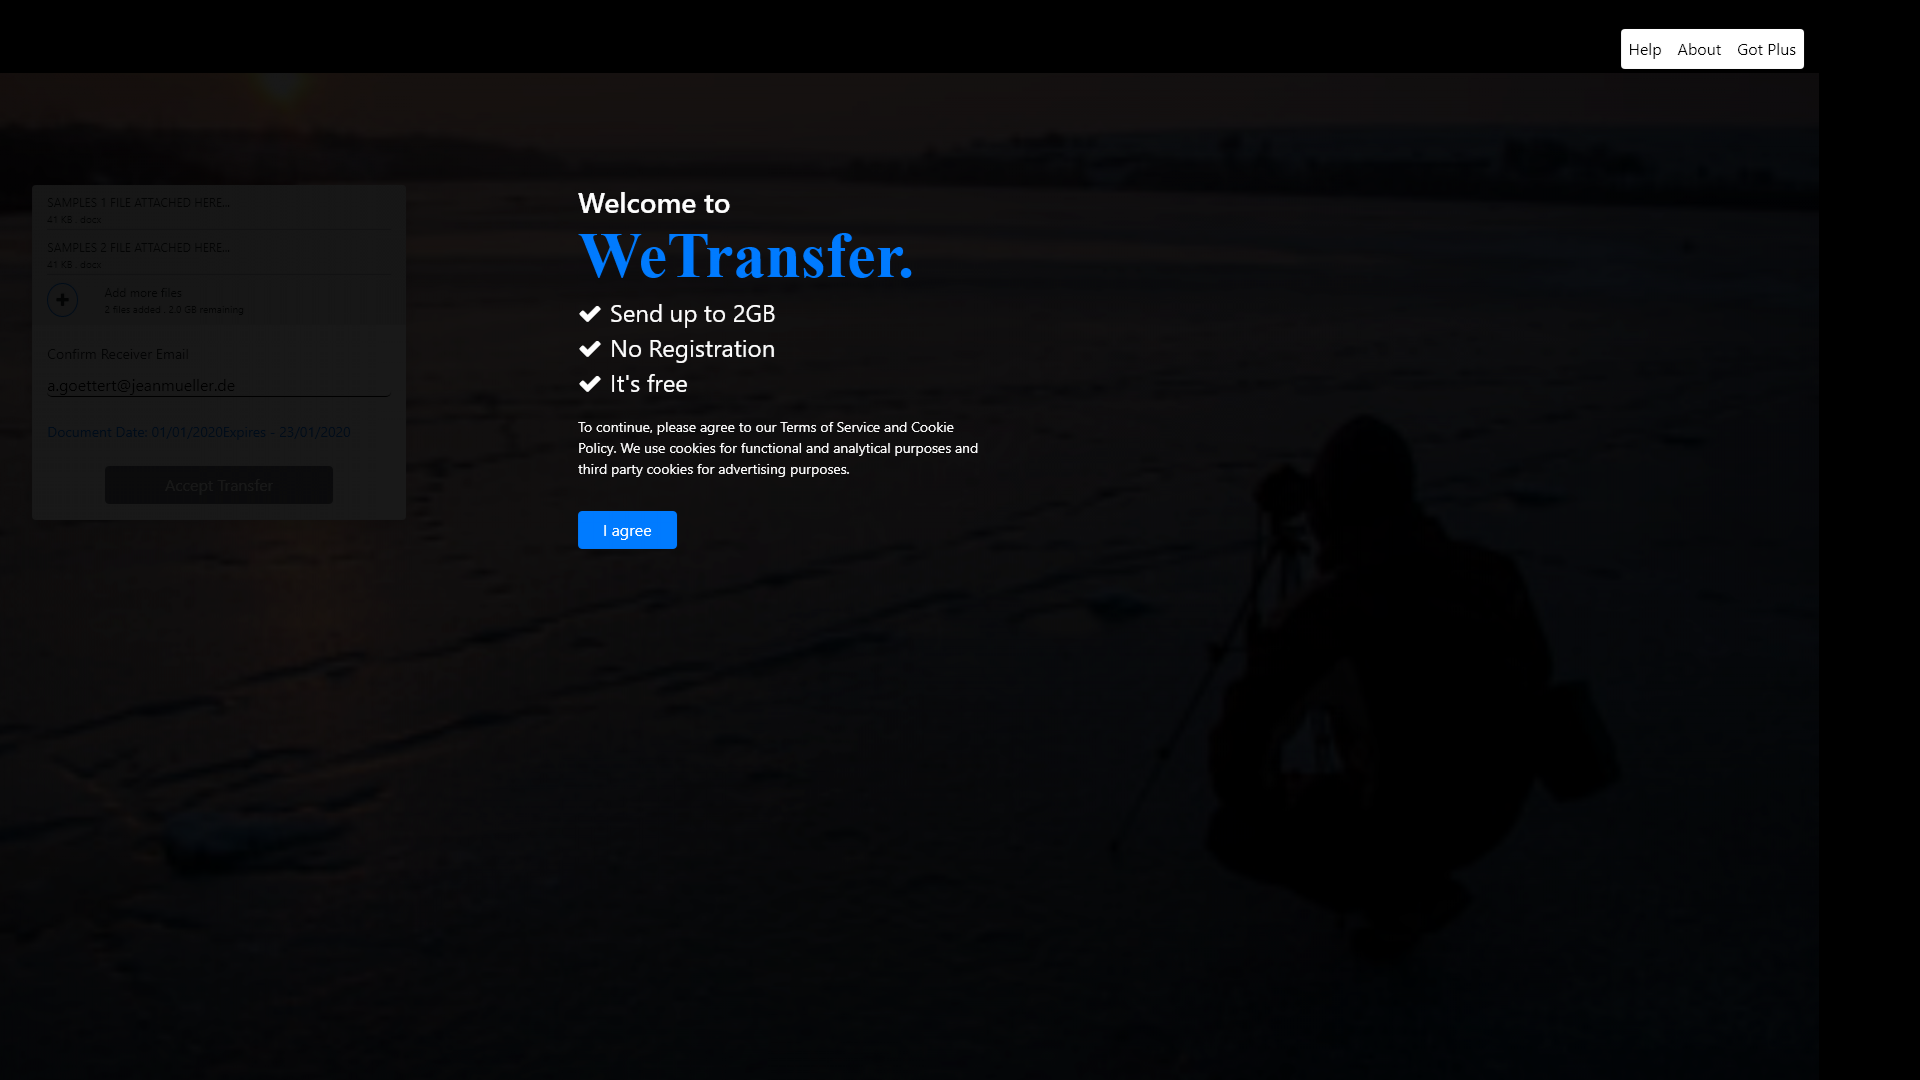 Help About Got Plus
SAMPLES 1 FILE ATTACHED HERE...
41 KB . docx
SAMPLES 2 FILE ATTACHED HERE...
41 KB . docx
Add more files
2 files added . 2.0 GB remaining
Confirm Receiver Email
a.goettert@jeanmueller.de
Document Date: 01/01/2020Expires - 23/01/2020
Accept Transfer
Welcome to
WeTransfer.
Send up to 2GB
No Registration
It's free
To continue, please agree to our Terms of Service and Cookie
Policy. We use cookies for functional and analytical purposes and
third party cookies for advertising purposes.
I agree